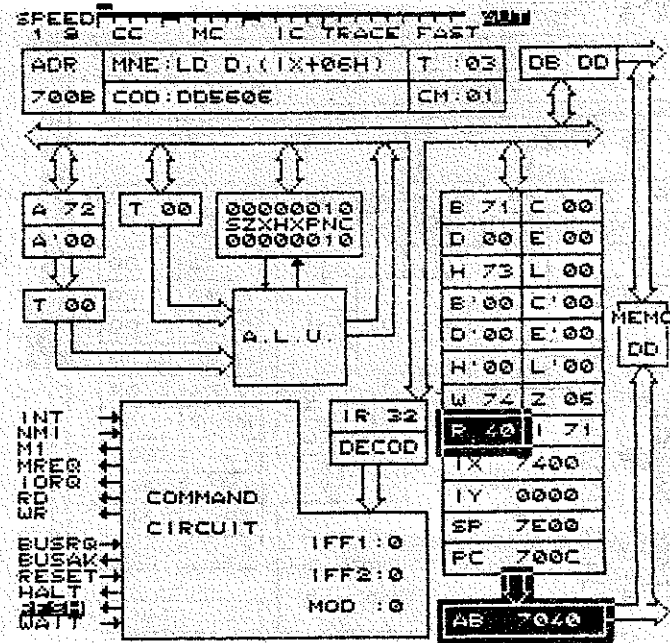 SPEED
1 9 CC MC IC TRACE FAST
ADR MNE:LD D,(IX+06H) T :03
700B COD:DD5606 CM:01
DB DD
A 72
A'00
T 00
T 00
00000010
SZXHXPNC
00000010
A.L.U.
B 71 C 00
D 00 E 00
H 73 L 00
B'00 C'00
D'00 E'00
H'00 L'00
W 74 Z 06
R 40 I 71
IX 7400
IY 0000
SP 7E00
PC 700C
AB 7040
MEMO
DD
IR 32
DECOD
INT
NMI
M1
MREQ
IORQ
RD
WR
BUSRQ
BUSAK
RESET
HALT
RFSH
WAIT
COMMAND
CIRCUIT
IFF1:0
IFF2:0
MOD :0